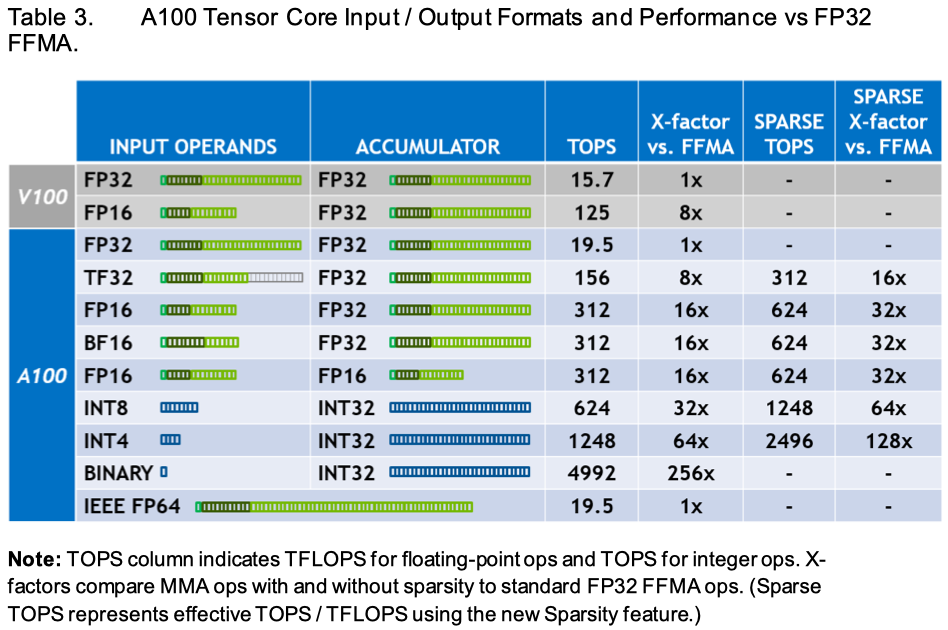 Table 3. A100 Tensor Core Input / Output Formats and Performance vs FP32
FFMA.
INPUT OPERANDS ACCUMULATOR TOPS X-factor vs. FFMA SPARSE TOPS SPARSE X-factor vs. FFMA
V100
FP32 FP32 15.7 1x - -
FP16 FP32 125 8x - -
A100
FP32 FP32 19.5 1x - -
TF32 FP32 156 8x 312 16x
FP16 FP32 312 16x 624 32x
BF16 FP32 312 16x 624 32x
FP16 FP16 312 16x 624 32x
INT8 INT32 624 32x 1248 64x
INT4 INT32 1248 64x 2496 128x
BINARY INT32 4992 256x - -
IEEE FP64 19.5 1x - -
Note: TOPS column indicates TFLOPS for floating-point ops and TOPS for integer ops. X-
factors compare MMA ops with and without sparsity to standard FP32 FFMA ops. (Sparse
TOPS represents effective TOPS / TFLOPS using the new Sparsity feature.)